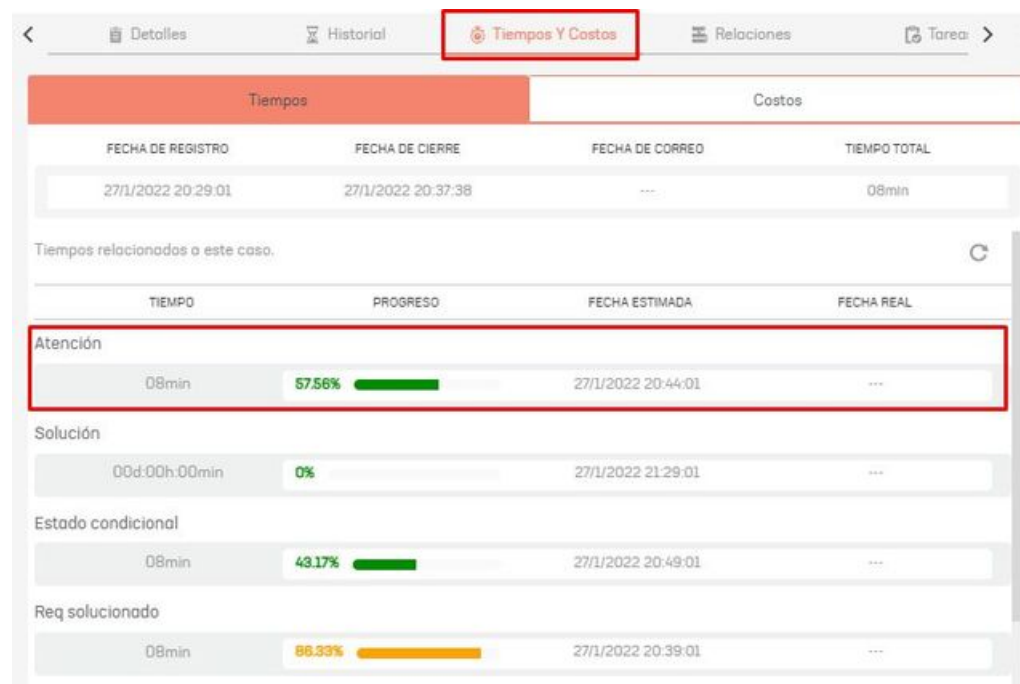 Detalles Historial Tiempos Y Costos Relaciones Tarea
Tiempos Costos
FECHA DE REGISTRO FECHA DE CIERRE FECHA DE CORREO TIEMPO TOTAL
27/1/2022 20:29:01 27/1/2022 20:37:38 --- 08min
Tiempos relacionados a este caso.
TIEMPO PROGRESO FECHA ESTIMADA FECHA REAL
Atención
08min 57.56% 27/1/2022 20:44:01 ---
Solución
00d:00h:00min 0% 27/1/2022 21:29:01 ---
Estado condicional
08min 43.17% 27/1/2022 20:49:01 ---
Req solucionado
08min 86.33% 27/1/2022 20:39:01 ---